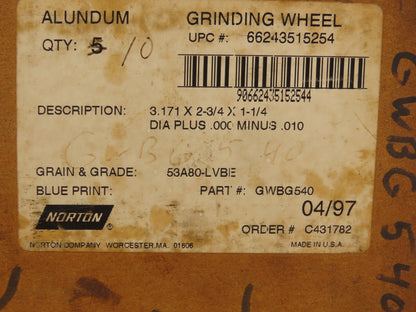 ALUNDUM GRINDING WHEEL
QTY: 5 10 UPC #: 66243515254
90662435152544
DESCRIPTION: 3.171 X 2-3/4 X 1-1/4
DIA PLUS .000 MINUS .010
GRAIN & GRADE: 53A80-LVBE
BLUE PRINT: PART #: GWBG540
NORTON 04/97
ORDER #: C431782
NORTON COMPANY WORCESTER,MA. 01606 MADE IN U.S.A.
GWBG 540